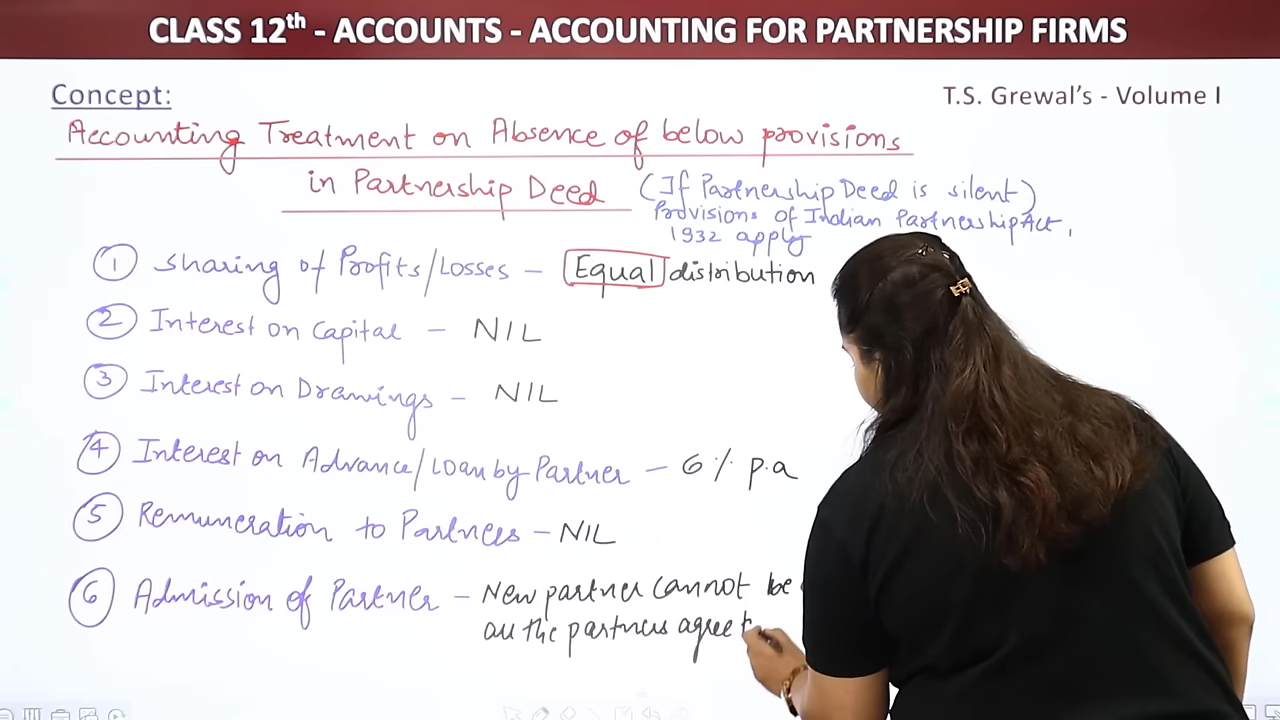 CLASS 12th - ACCOUNTS - ACCOUNTING FOR PARTNERSHIP FIRMS
Concept:
T.S. Grewal's - Volume I
Accounting Treatment on Absence of below provisions
in Partnership Deed (If Partnership Deed is silent)
Provisions of Indian Partnership Act,
1932 apply
1 Sharing of Profits/Losses - Equal distribution
2 Interest on Capital - NIL
3 Interest on Drawings - NIL
4 Interest on Advance/Loan by Partner - 6% p.a
5 Remuneration to Partners - NIL
6 Admission of Partner - New partner cannot be
all the partners agree t